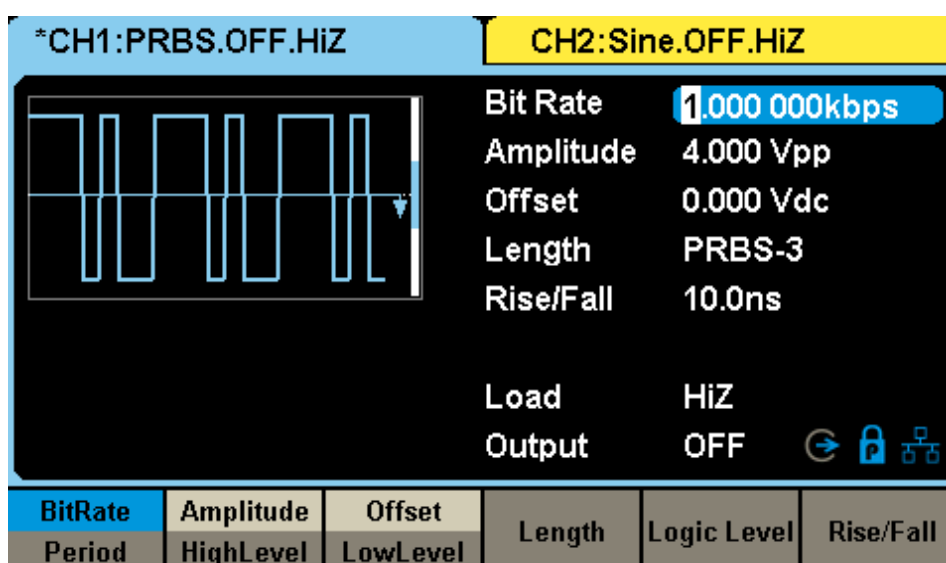 *CH1:PRBS.OFF.HiZ CH2:Sine.OFF.HiZ
Bit Rate 1.000 000kbps
Amplitude 4.000 Vpp
Offset 0.000 Vdc
Length PRBS-3
Rise/Fall 10.0ns
Load HiZ
Output OFF P
BitRate Amplitude Offset
Length Logic Level Rise/Fall
Period HighLevel LowLevel